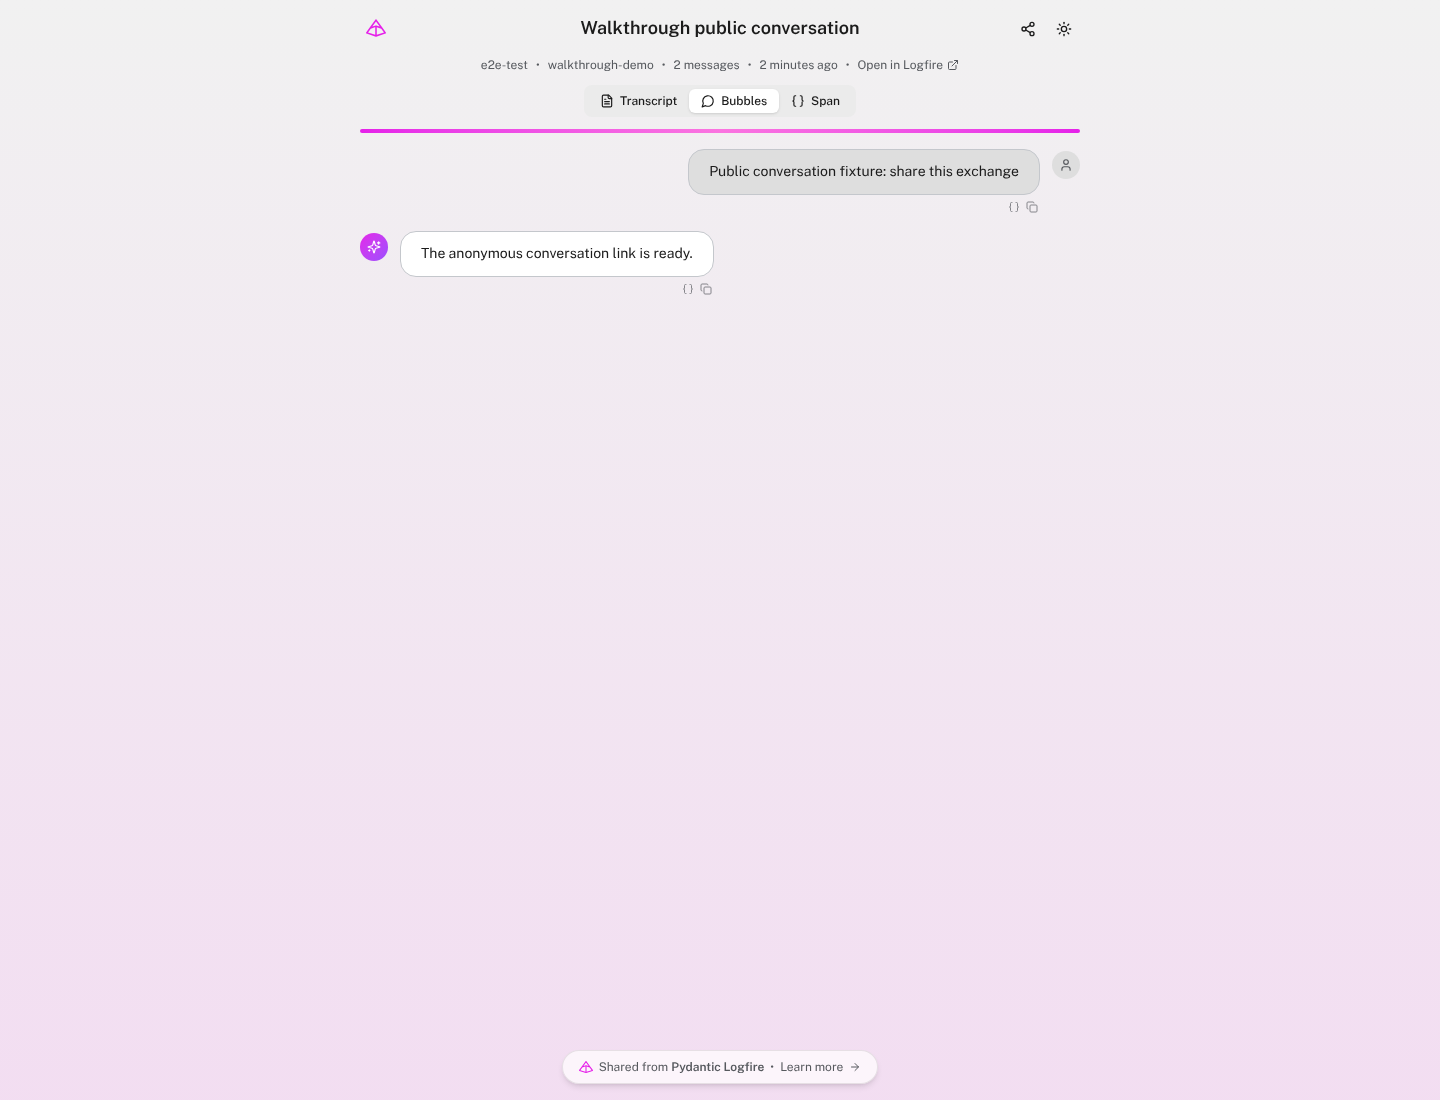 Walkthrough public conversation
e2e-test • walkthrough-demo • 2 messages • 2 minutes ago • Open in Logfire
Transcript Bubbles {} Span
Public conversation fixture: share this exchange
{}
The anonymous conversation link is ready.
{}
Shared from Pydantic Logfire • Learn more →